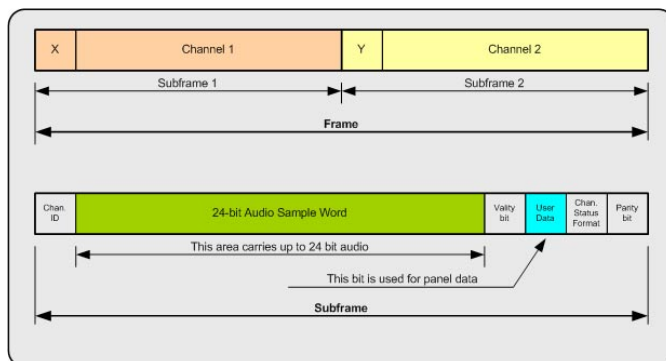 X Channel 1 Y Channel 2
Subframe 1 Subframe 2
Frame
Chan. ID 24-bit Audio Sample Word Vality bit User Data Chan. Status Format Parity bit
This area carries up to 24 bit audio
This bit is used for panel data
Subframe